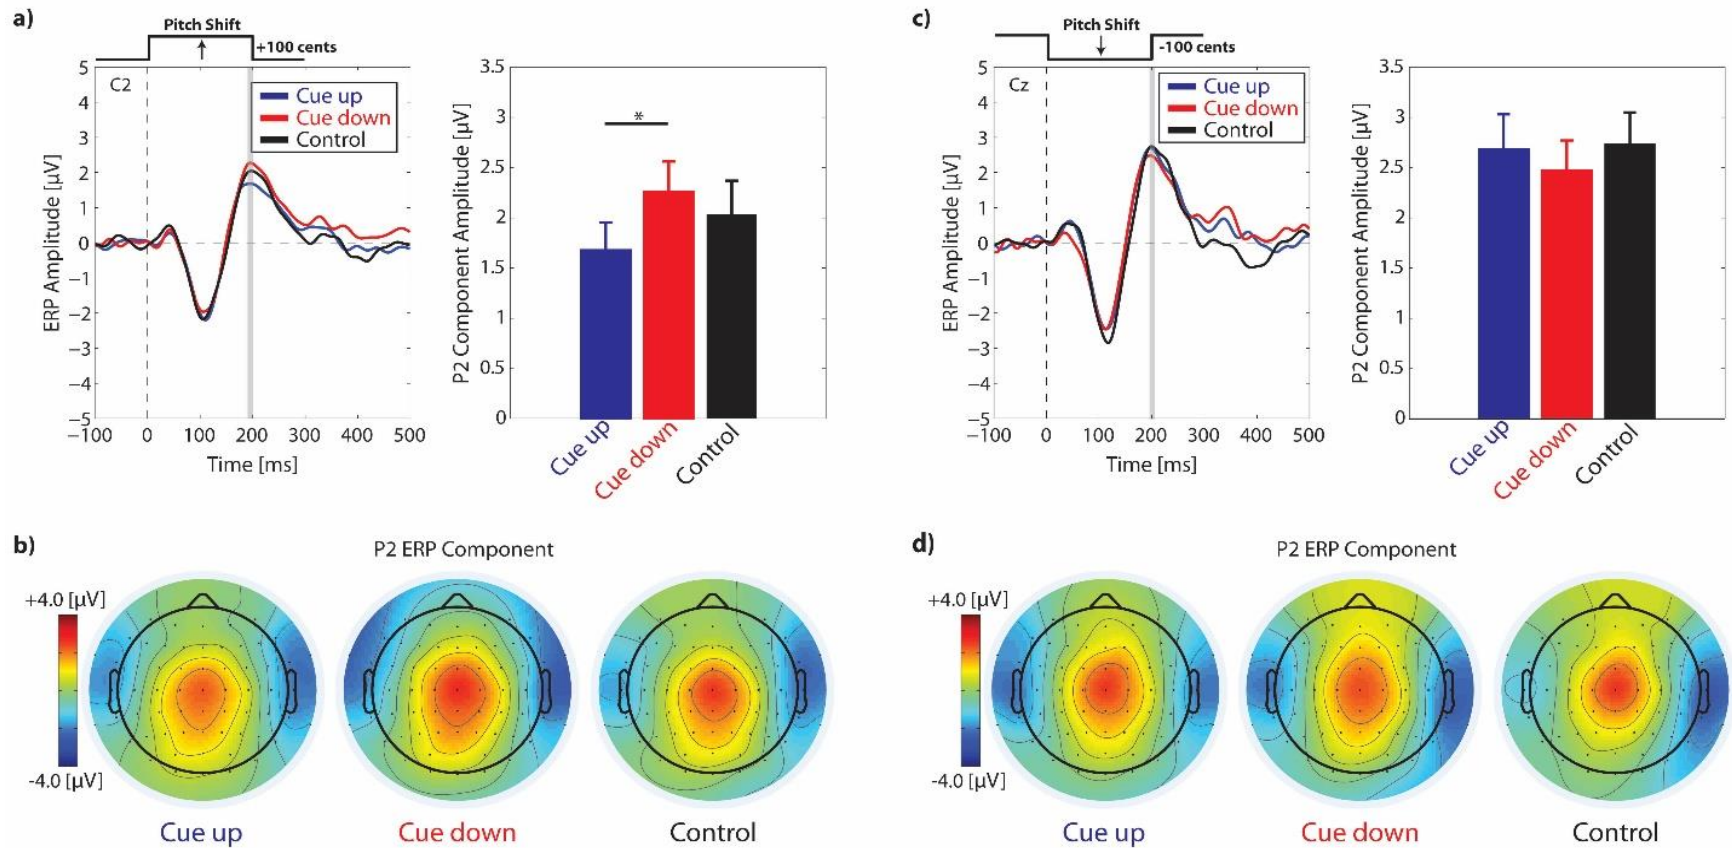 a)
Pitch Shift
+100 cents
C2
Cue up
Cue down
Control
ERP Amplitude [µV]
5
4
3
2
1
0
−1
−2
−3
−4
−5
−100 0 100 200 300 400 500
Time [ms]
P2 Component Amplitude [µV]
3.5
3
2.5
2
1.5
1
0.5
0
*
Cue up
Cue down
Control
c)
Pitch Shift
-100 cents
Cz
Cue up
Cue down
Control
ERP Amplitude [µV]
5
4
3
2
1
0
−1
−2
−3
−4
−5
−100 0 100 200 300 400 500
Time [ms]
P2 Component Amplitude [µV]
3.5
3
2.5
2
1.5
1
0.5
0
Cue up
Cue down
Control
b)
P2 ERP Component
+4.0 [µV]
-4.0 [µV]
Cue up Cue down Control
d)
P2 ERP Component
+4.0 [µV]
-4.0 [µV]
Cue up Cue down Control